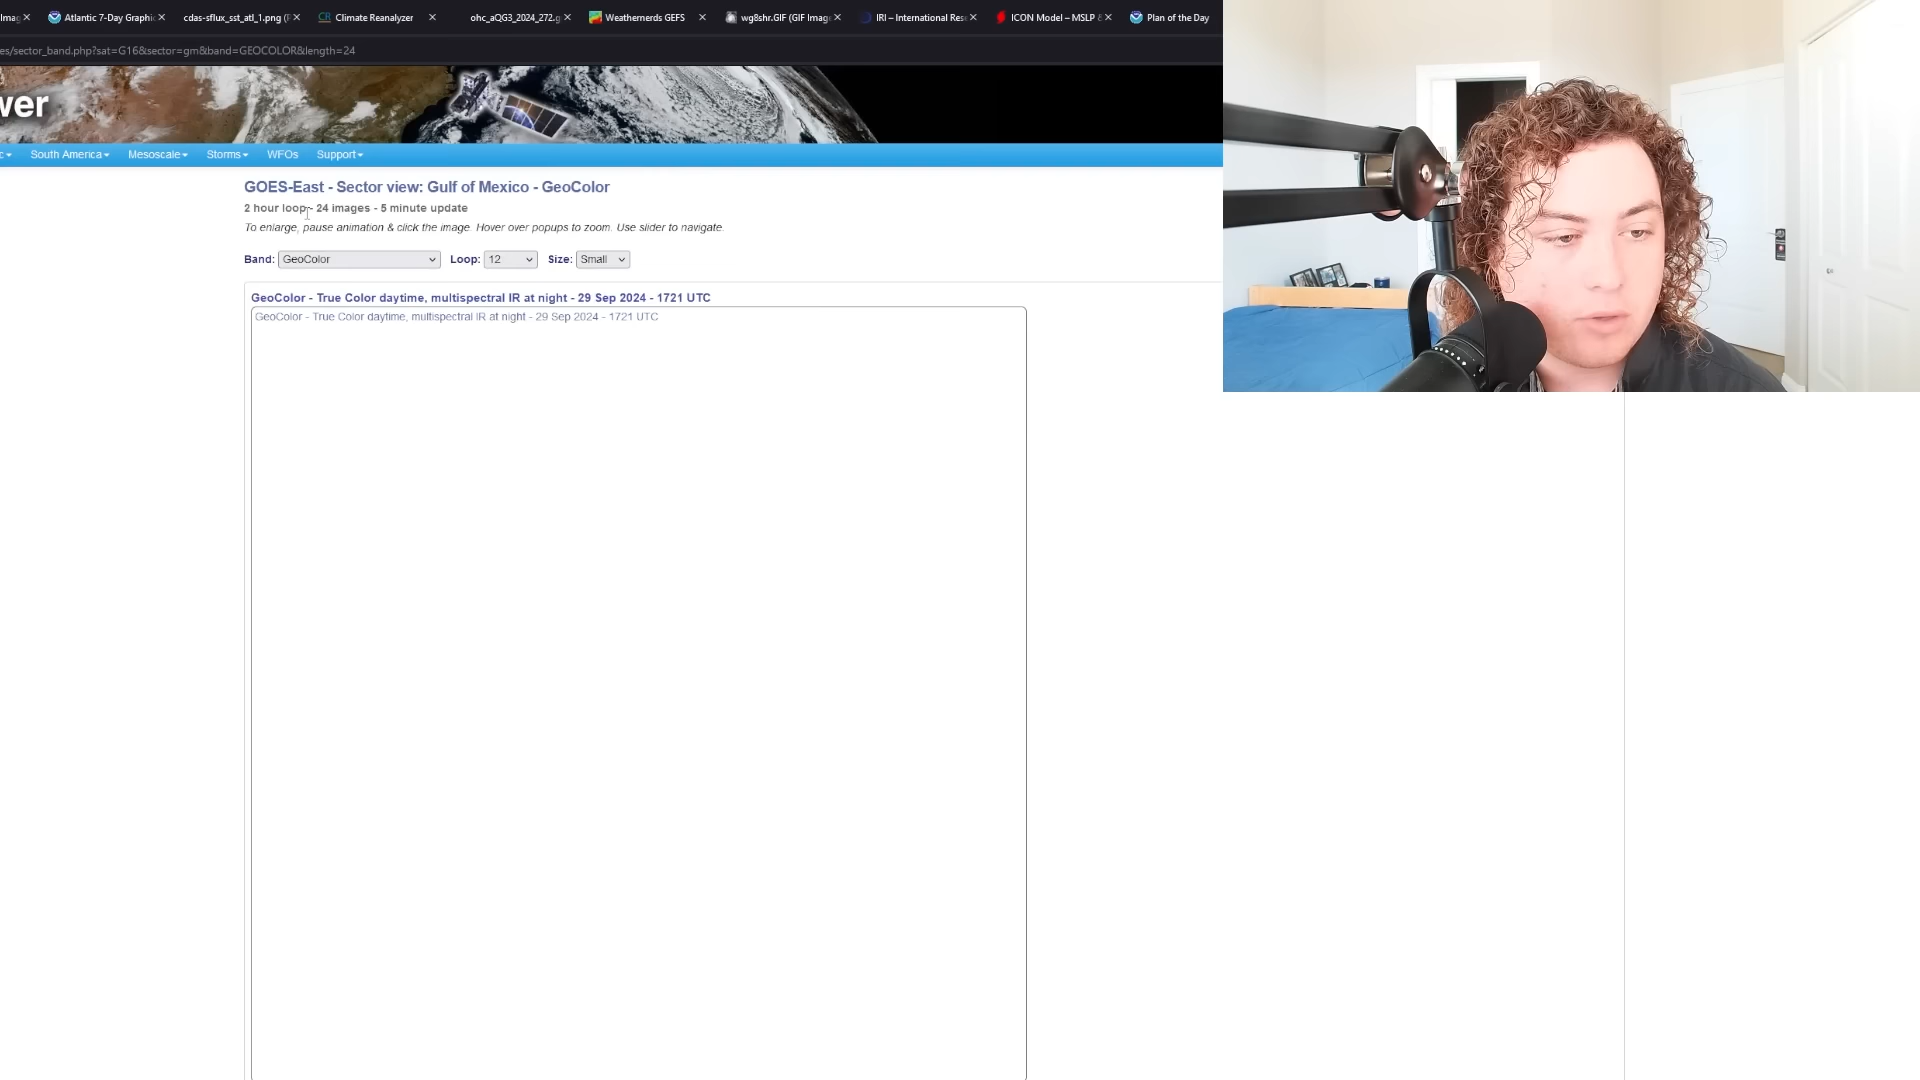 Atlantic 7-Day Graphic
cdas-sflux_sst_atl_1.png (P
CR Climate Reanalyzer
ohc_aQG3_2024_272.g
Weathernerds GEFS
wg8shr.GIF (GIF Imag
IRI – International Res
ICON Model – MSLP &
Plan of the Day
es/sector_band.php?sat=G16&sector=gm&band=GEOCOLOR&length=24
wer
South America
Mesoscale
Storms
WFOs
Support
GOES-East - Sector view: Gulf of Mexico - GeoColor
2 hour loop - 24 images - 5 minute update
To enlarge, pause animation & click the image. Hover over popups to zoom. Use slider to navigate.
Band: GeoColor Loop: 12 Size: Small
GeoColor - True Color daytime, multispectral IR at night - 29 Sep 2024 - 1721 UTC
GeoColor - True Color daytime, multispectral IR at night - 29 Sep 2024 - 1721 UTC